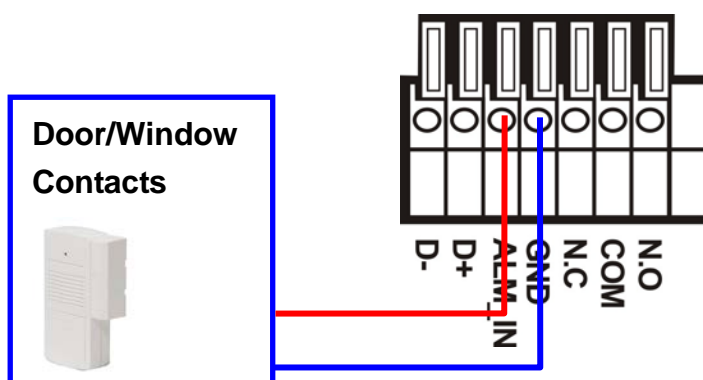 Door/Window
Contacts
D-
D+
ALM_IN
GND
N.C
COM
N.O